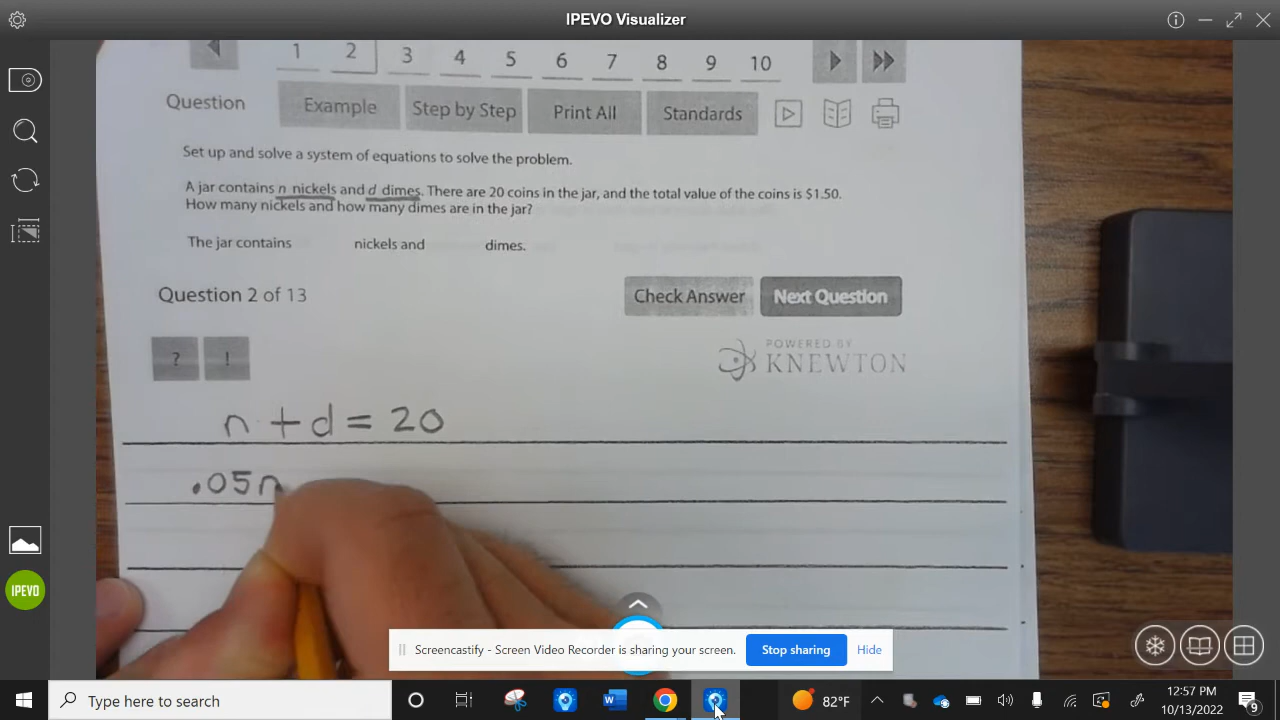 IPEVO Visualizer
1 2 3 4 5 6 7 8 9 10
Question Example Step by Step Print All Standards
Set up and solve a system of equations to solve the problem.
A jar contains n nickels and d dimes. There are 20 coins in the jar, and the total value of the coins is $1.50.
How many nickels and how many dimes are in the jar?
The jar contains nickels and dimes.
Question 2 of 13
Check Answer Next Question
? !
POWERED BY
KNEWTON
n + d = 20
.05n
IPEVO
Screencastify - Screen Video Recorder is sharing your screen. Stop sharing Hide
Type here to search
82°F
12:57 PM
10/13/2022
9